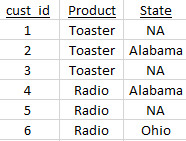 cust_id Product State
1 Toaster NA
2 Toaster Alabama
3 Toaster NA
4 Radio Alabama
5 Radio NA
6 Radio Ohio